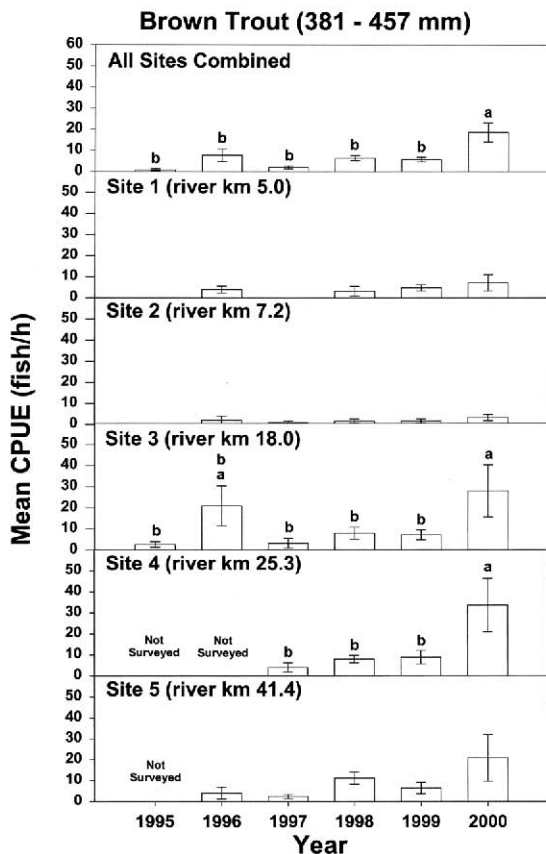 Brown Trout (381 - 457 mm)
Mean CPUE (fish/h)
All Sites Combined
60
50
40
30
20
10
0
b b b b b a
Site 1 (river km 5.0)
50
40
30
20
10
0
Site 2 (river km 7.2)
50
40
30
20
10
0
Site 3 (river km 18.0)
50
40
30
20
10
0
b
b a b b b a
Site 4 (river km 25.3)
50
40
30
20
10
0
Not Surveyed
Not Surveyed
b b b a
Site 5 (river km 41.4)
50
40
30
20
10
0
Not Surveyed
1995 1996 1997 1998 1999 2000
Year